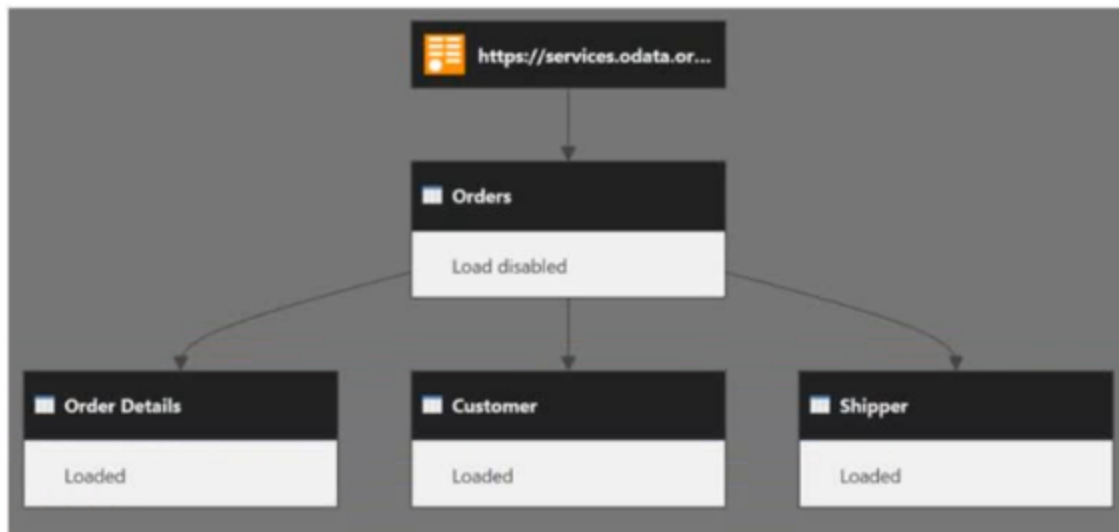 https://services.odata.or...
Orders
Load disabled
Order Details
Customer
Shipper
Loaded
Loaded
Loaded